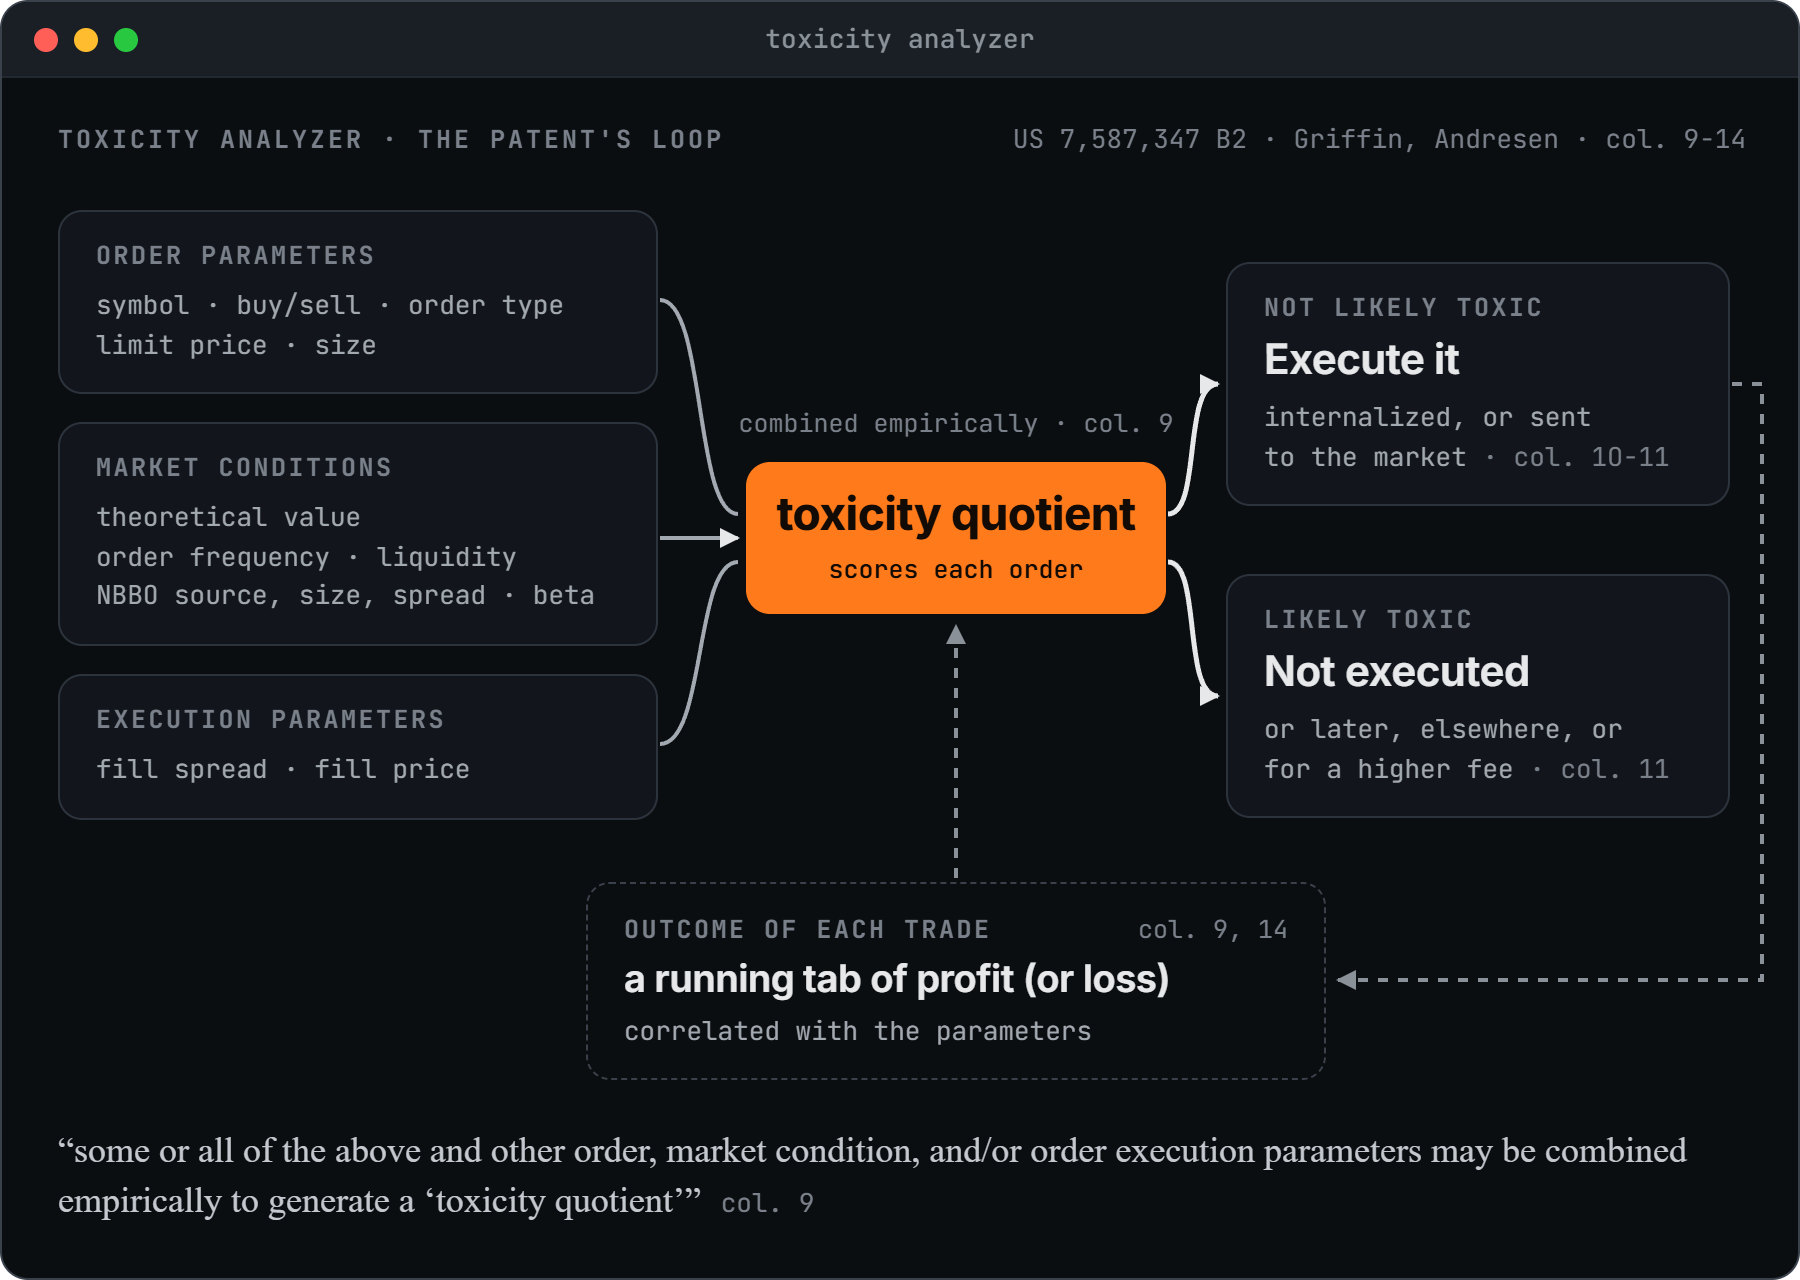 toxicity analyzer
TOXICITY ANALYZER · THE PATENT'S LOOP
US 7,587,347 B2 · Griffin, Andresen · col. 9-14
ORDER PARAMETERS
symbol · buy/sell · order type
limit price · size
MARKET CONDITIONS
theoretical value
order frequency · liquidity
NBBO source, size, spread · beta
EXECUTION PARAMETERS
fill spread · fill price
combined empirically · col. 9
toxicity quotient
scores each order
NOT LIKELY TOXIC
Execute it
internalized, or sent
to the market · col. 10-11
LIKELY TOXIC
Not executed
or later, elsewhere, or
for a higher fee · col. 11
OUTCOME OF EACH TRADE
col. 9, 14
a running tab of profit (or loss)
correlated with the parameters
“some or all of the above and other order, market condition, and/or order execution parameters may be combined
empirically to generate a ‘toxicity quotient’” col. 9